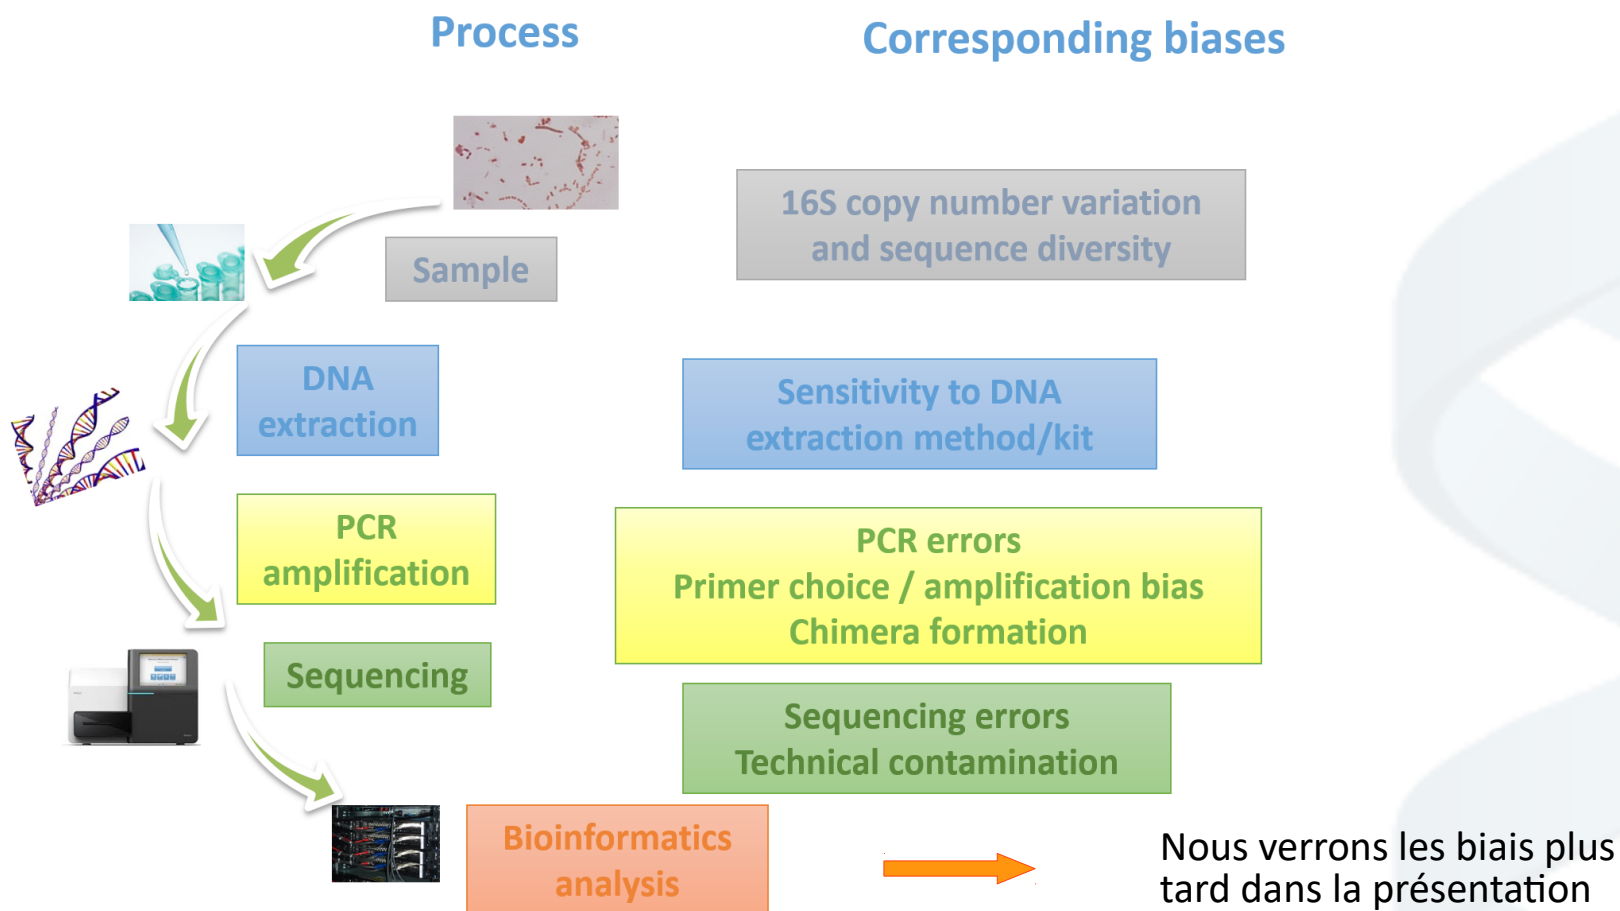 Process
Corresponding biases
Sample
16S copy number variation
and sequence diversity
DNA
extraction
Sensitivity to DNA
extraction method/kit
PCR
amplification
PCR errors
Primer choice / amplification bias
Chimera formation
Sequencing
Sequencing errors
Technical contamination
Bioinformatics
analysis
Nous verrons les biais plus
tard dans la présentation